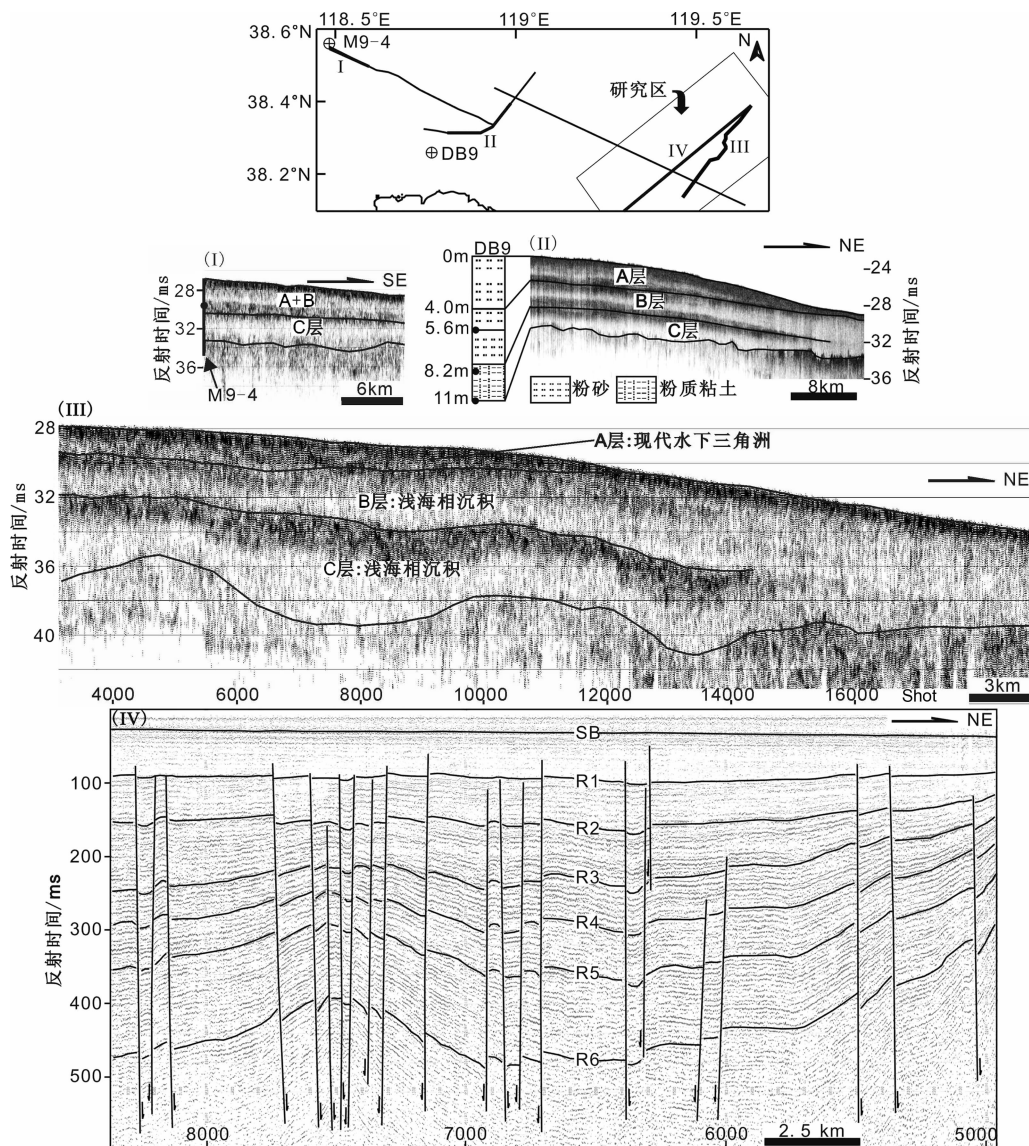 118.5°E 119°E 119.5°E
38.6°N
38.4°N
38.2°N
M9-4
I
II
DB9
研究区
N
IV
III
(I)
SE
反射时间/ms
28
32
36
A+B
C层
M9-4
6km
(II)
DB9
0m
4.0m
5.6m
8.2m
11m
NE
A层
B层
C层
24
28
32
36
反射时间/ms
粉砂
粉质粘土
8km
(III)
28
32
36
40
反射时间/ms
A层:现代水下三角洲
NE
B层:浅海相沉积
C层:浅海相沉积
4000 6000 8000 10000 12000 14000 16000 Shot
3km
(IV)
NE
SB
R1
R2
R3
R4
R5
R6
100
200
300
400
500
反射时间/ms
8000 7000 6000 5000
2.5 km